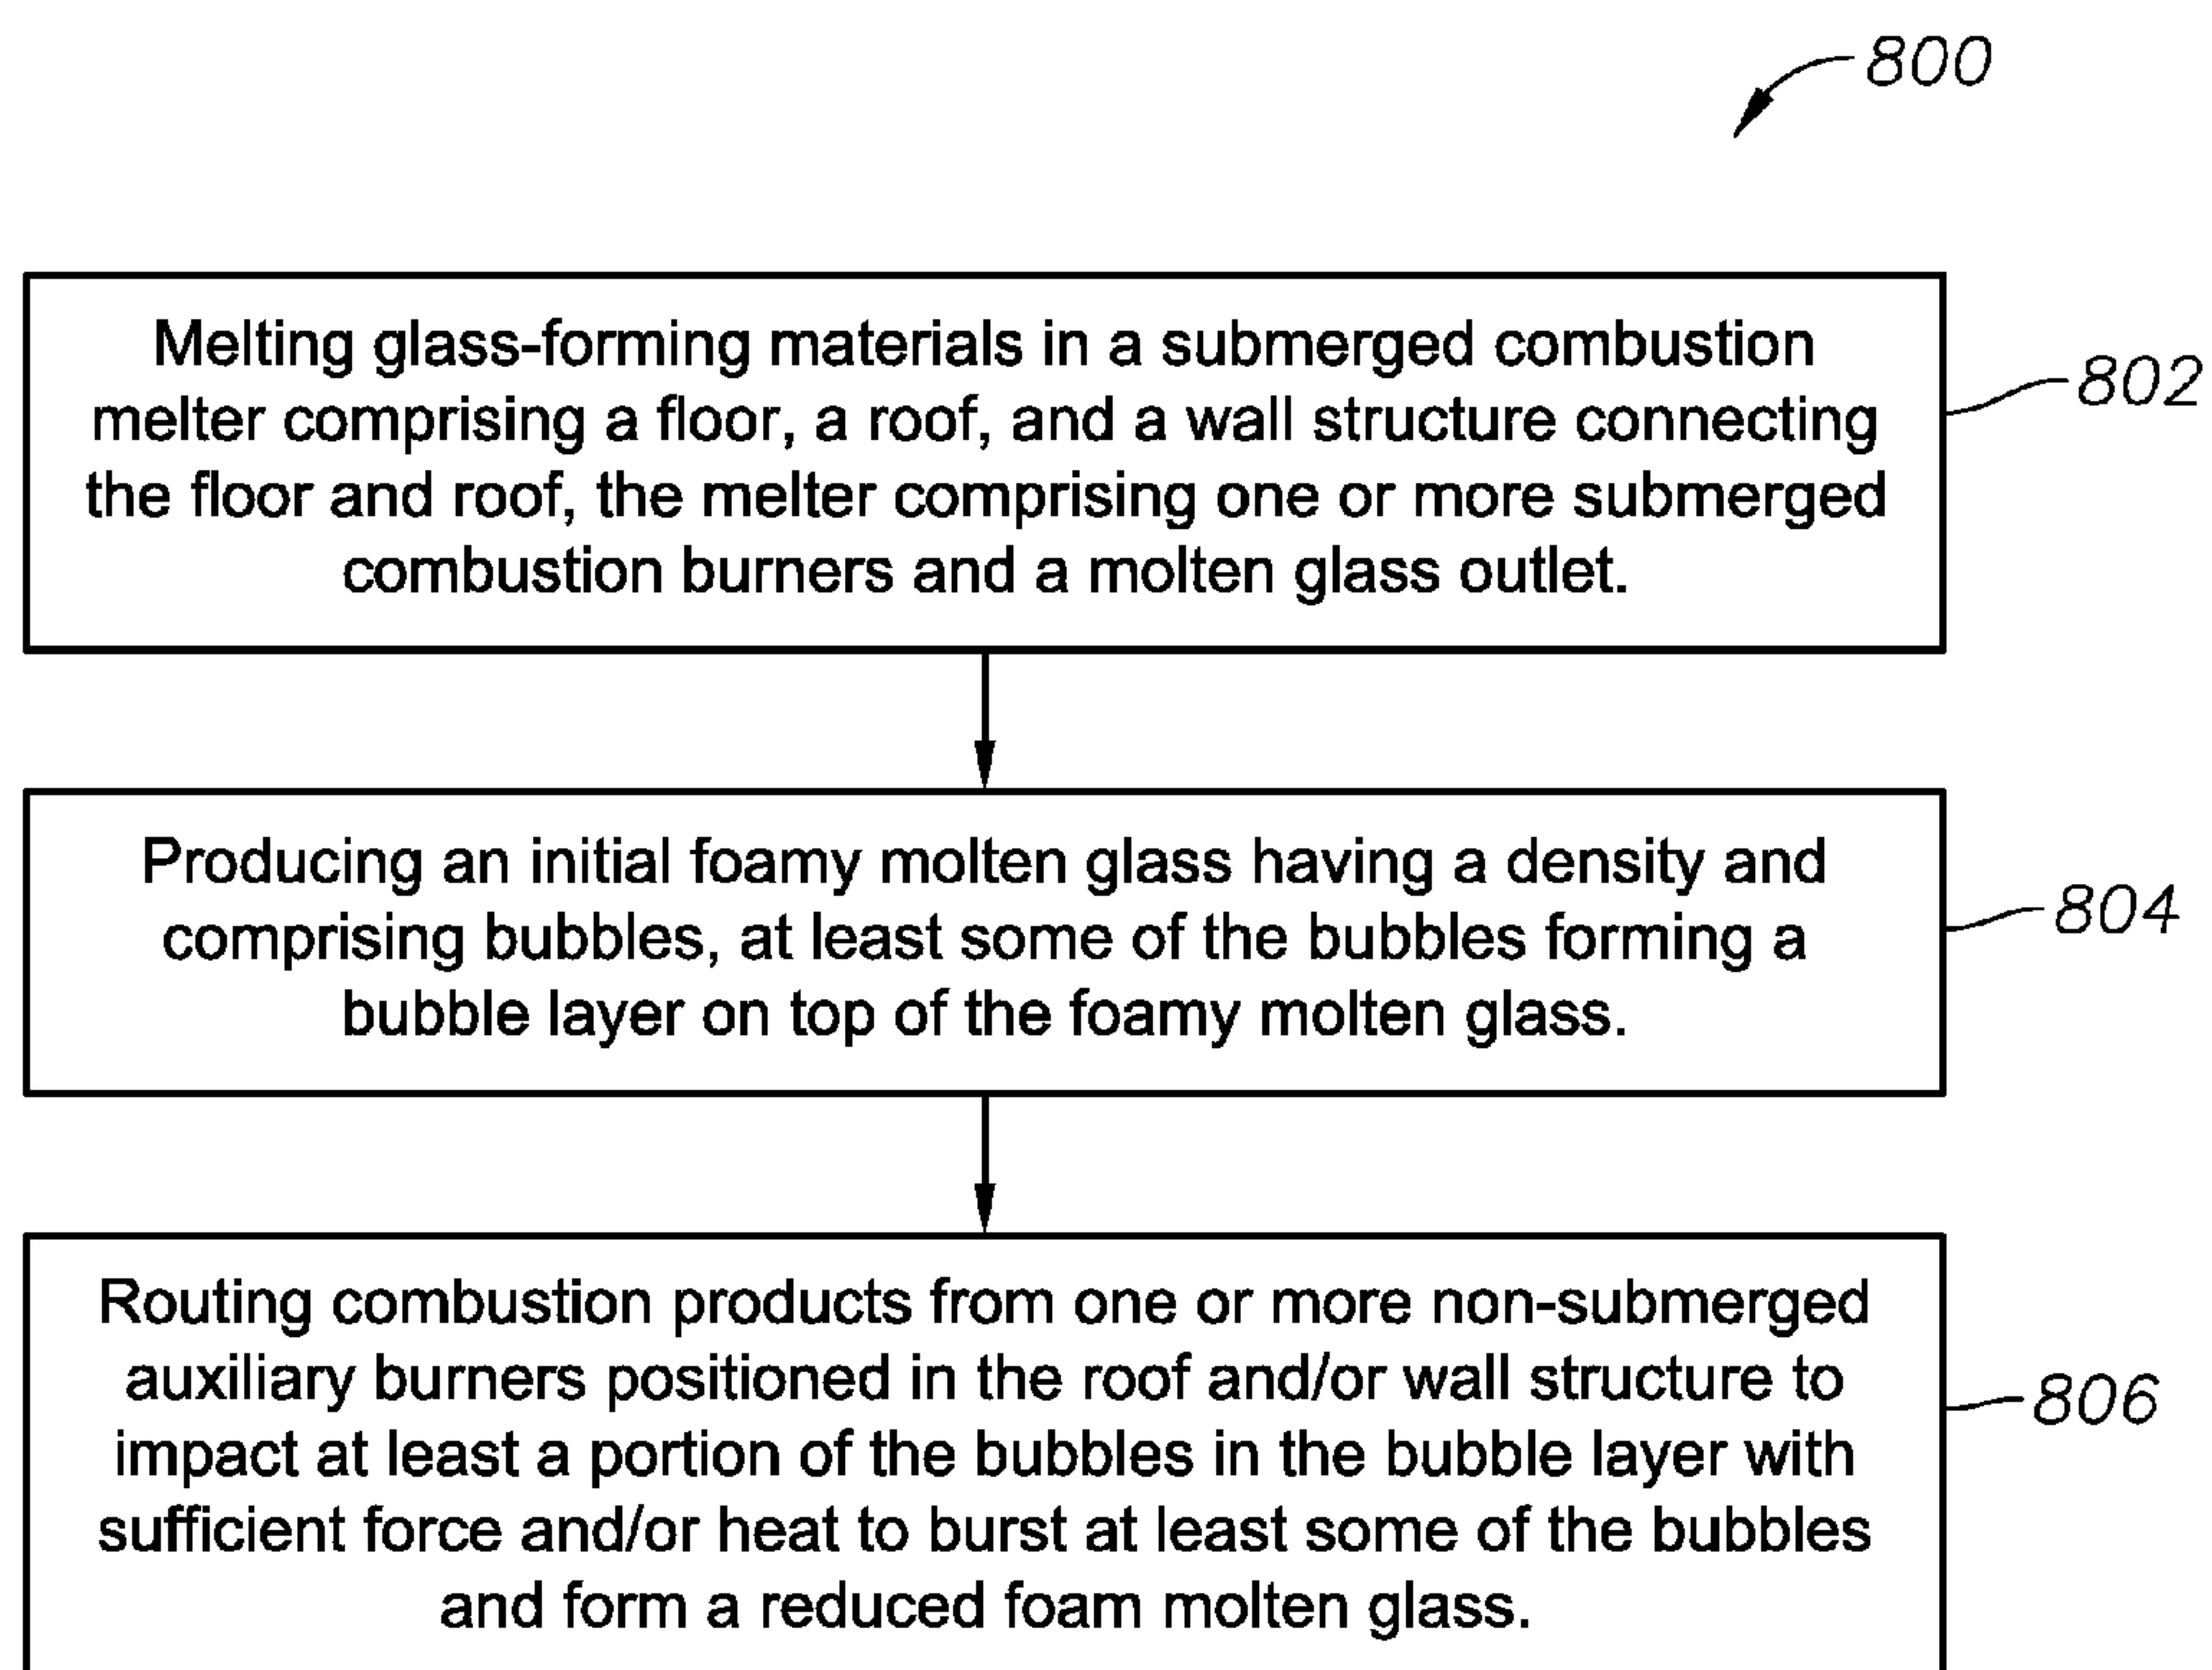 800
Melting glass-forming materials in a submerged combustion
melter comprising a floor, a roof, and a wall structure connecting
the floor and roof, the melter comprising one or more submerged
combustion burners and a molten glass outlet.
802
Producing an initial foamy molten glass having a density and
comprising bubbles, at least some of the bubbles forming a
bubble layer on top of the foamy molten glass.
804
Routing combustion products from one or more non-submerged
auxiliary burners positioned in the roof and/or wall structure to
impact at least a portion of the bubbles in the bubble layer with
sufficient force and/or heat to burst at least some of the bubbles
and form a reduced foam molten glass.
806